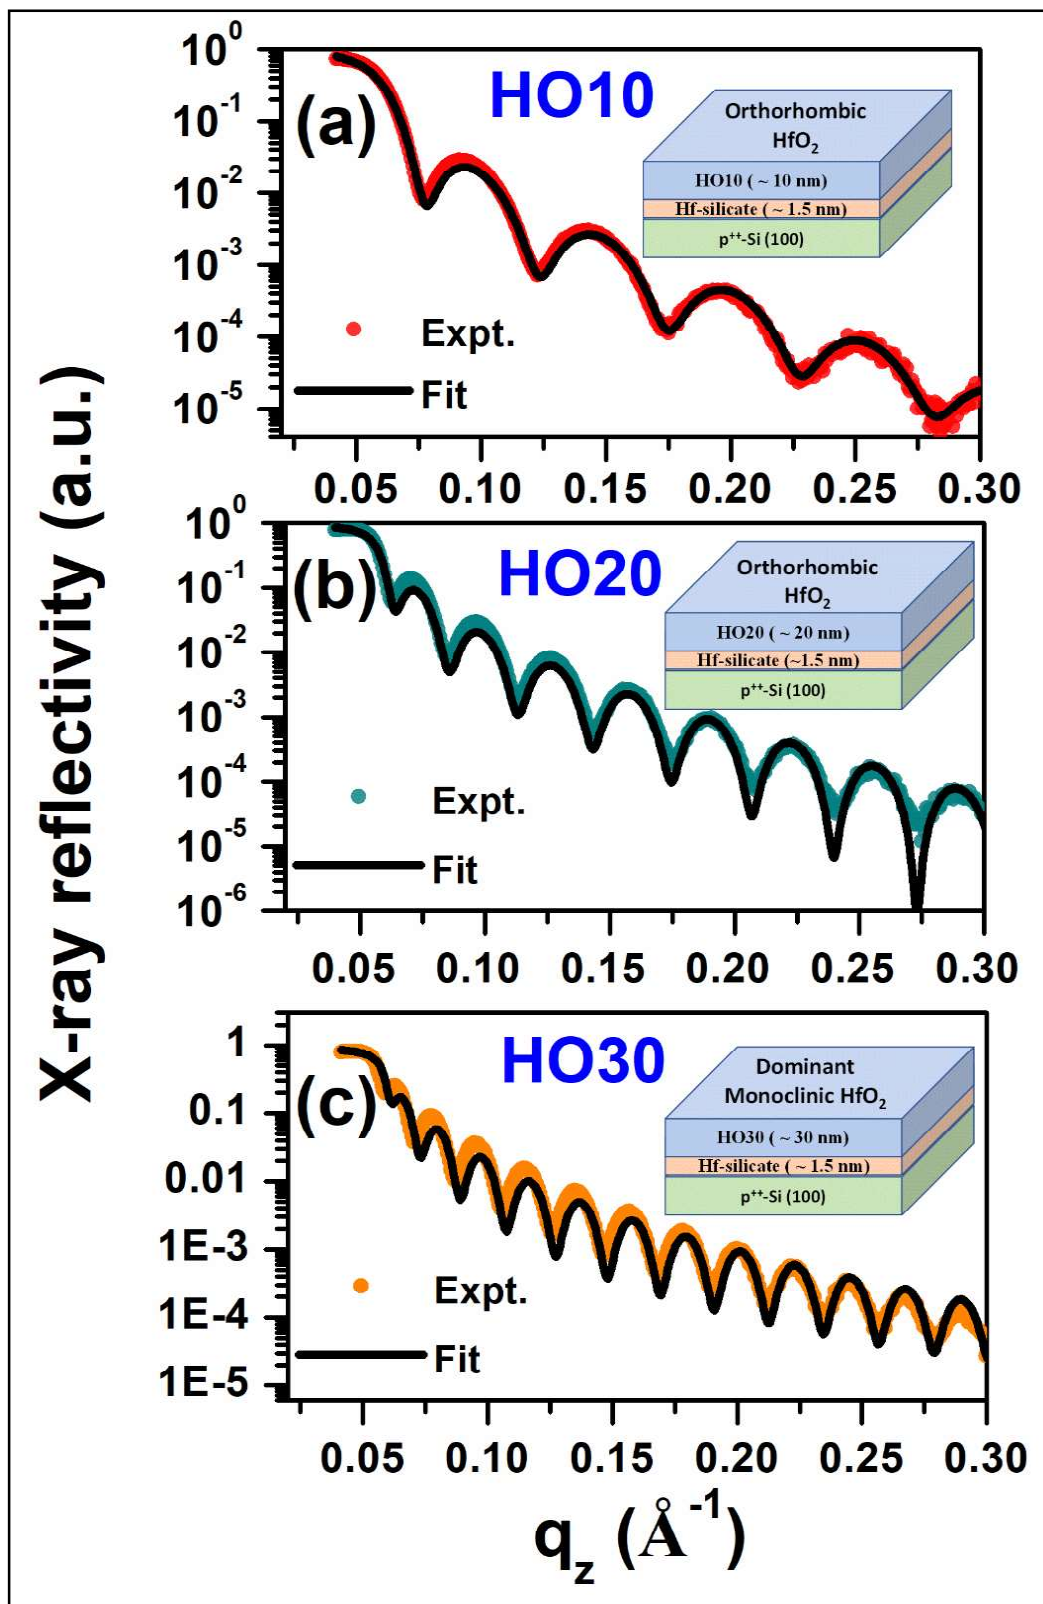 X-ray reflectivity (a.u.)
10⁰
10⁻¹
10⁻²
10⁻³
10⁻⁴
10⁻⁵
(a)
HO10
Orthorhombic
HfO₂
HO10 (~ 10 nm)
Hf-silicate (~ 1.5 nm)
p⁺⁺-Si (100)
Expt.
Fit
0.05 0.10 0.15 0.20 0.25 0.30
10⁰
10⁻¹
10⁻²
10⁻³
10⁻⁴
10⁻⁵
10⁻⁶
(b)
HO20
Orthorhombic
HfO₂
HO20 (~ 20 nm)
Hf-silicate (~1.5 nm)
p⁺⁺-Si (100)
Expt.
Fit
0.05 0.10 0.15 0.20 0.25 0.30
1
0.1
0.01
1E-3
1E-4
1E-5
(c)
HO30
Dominant
Monoclinic HfO₂
HO30 (~ 30 nm)
Hf-silicate (~ 1.5 nm)
p⁺⁺-Si (100)
Expt.
Fit
0.05 0.10 0.15 0.20 0.25 0.30
q_z (Å⁻¹)